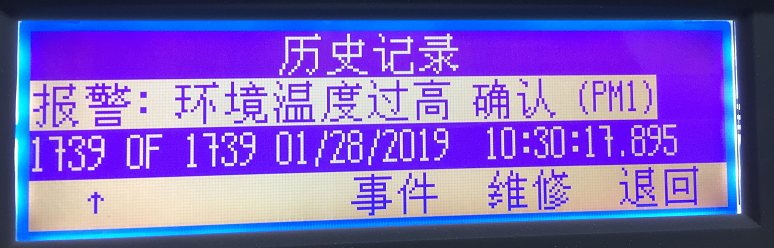 历史记录
报警: 环境温度过高 确认 (PM1)
1739 OF 1739 01/28/2019 10:30:17.895
↑ 事件 维修 退回